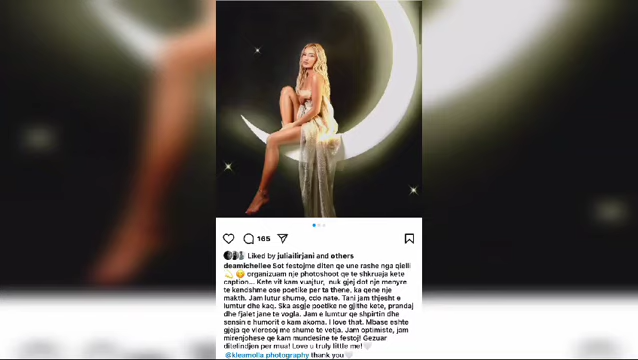 165
Liked by juliailirjani and others
deamichellee Sot festojme diten qe une rashe nga qielli
💫 😂 organizuam nje photoshoot qe te shkruaja kete
caption... Kete vit kam vuajtur, nuk gjej dot nje menyre
te kendshme ose poetike per ta thene, ka qene nje
makth. Jam lutur shume, cdo nate. Tani jam thjesht e
lumtur dhe kaq. Ska asgje poetike ne gjithe kete, prandaj
dhe fjalet jane te vogla. Jam e lumtur qe shpirtin dhe
sensin e humorit e kam akoma. I love that. Mbase eshte
gjeja qe vleresoj me shume te vetja. Jam optimiste, jam
mirenjohese qe kam mundesine te festoj! Gezuar
ditelindjen per mua! Love u truly little me!🤍
@kleamolla photography thank you🤍